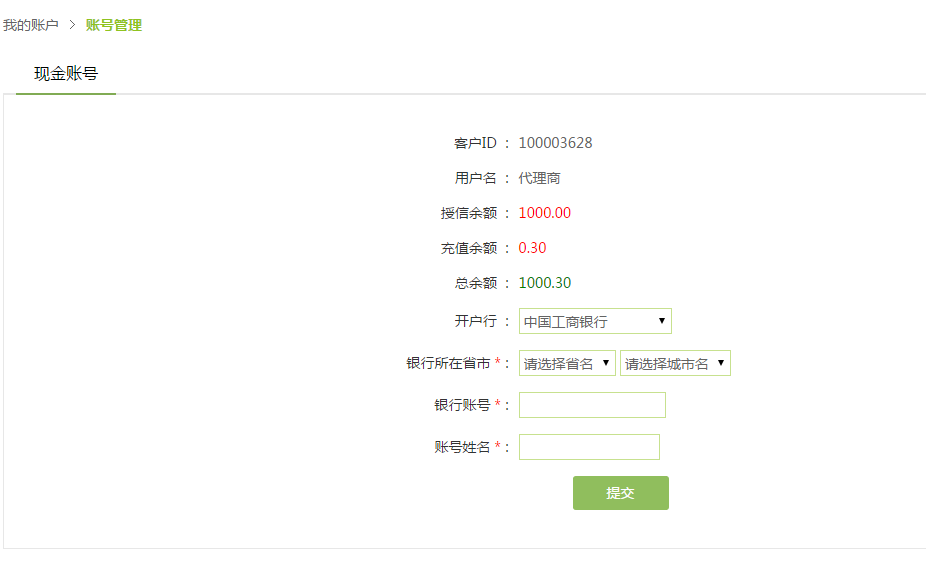 我的账户 > 账号管理
现金账号
客户ID : 100003628
用户名 : 代理商
授信余额 : 1000.00
充值余额 : 0.30
总余额 : 1000.30
开户行 : 中国工商银行
银行所在省市 * : 请选择省名 请选择城市名
银行账号 * :
账号姓名 * :
提交